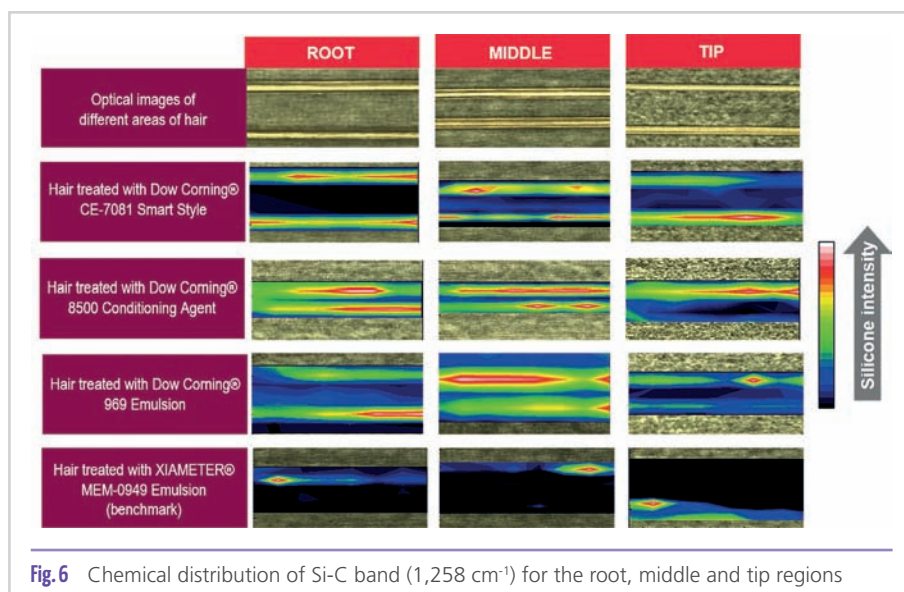 ROOT
MIDDLE
TIP
Optical images of
different areas of hair
Hair treated with Dow Corning®
CE-7081 Smart Style
Hair treated with Dow Corning®
8500 Conditioning Agent
Hair treated with Dow Corning®
969 Emulsion
Hair treated with XIAMETER®
MEM-0949 Emulsion
(benchmark)
Silicone intensity
Fig. 6 Chemical distribution of Si-C band (1,258 cm⁻¹) for the root, middle and tip regions